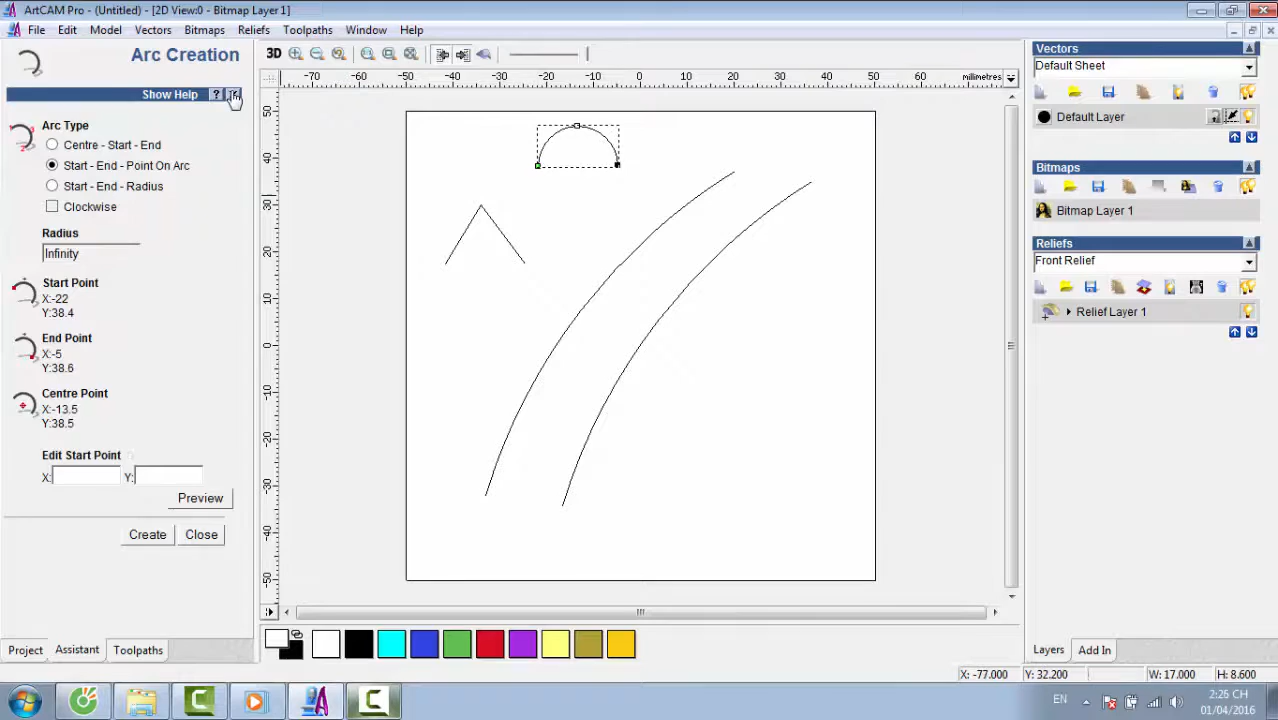 ArtCAM Pro - (Untitled) - [2D View:0 - Bitmap Layer 1]
File Edit Model Vectors Bitmaps Reliefs Toolpaths Window Help
Arc Creation
Show Help ?
Arc Type
Centre - Start - End
Start - End - Point On Arc
Start - End - Radius
Clockwise
Radius
Infinity
Start Point
X:-22
Y:38.4
End Point
X:-5
Y:38.6
Centre Point
X:-13.5
Y:38.5
Edit Start Point
X: Y:
Preview
Create Close
Project Assistant Toolpaths
3D
-70 -60 -50 -40 -30 -20 -10 0 10 20 30 40 50 60 70 milimetres
50
40
30
20
10
0
-10
-20
-30
-40
-50
Vectors
Default Sheet
Default Layer
Bitmaps
Bitmap Layer 1
Reliefs
Front Relief
Relief Layer 1
Layers Add In
X: -77.000 Y: 32.200 W: 17.000 H: 8.600
EN
2:25 CH
01/04/2016